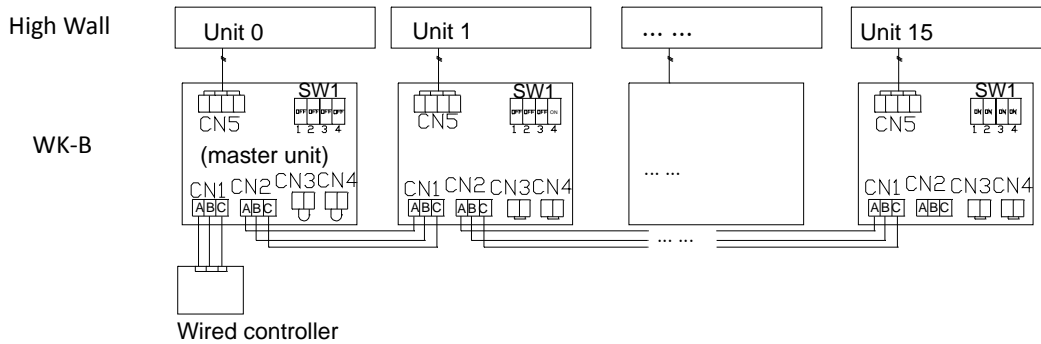 High Wall
Unit 0
Unit 1
... ...
Unit 15
WK-B
SW1
OFF OFF OFF OFF
1 2 3 4
CN5
(master unit)
CN1 CN2 CN3 CN4
ABC ABC
SW1
OFF OFF OFF ON
1 2 3 4
CN5
CN1 CN2 CN3 CN4
ABC ABC
... ...
SW1
ON ON ON ON
1 2 3 4
CN5
CN1 CN2 CN3 CN4
ABC ABC
... ...
Wired controller